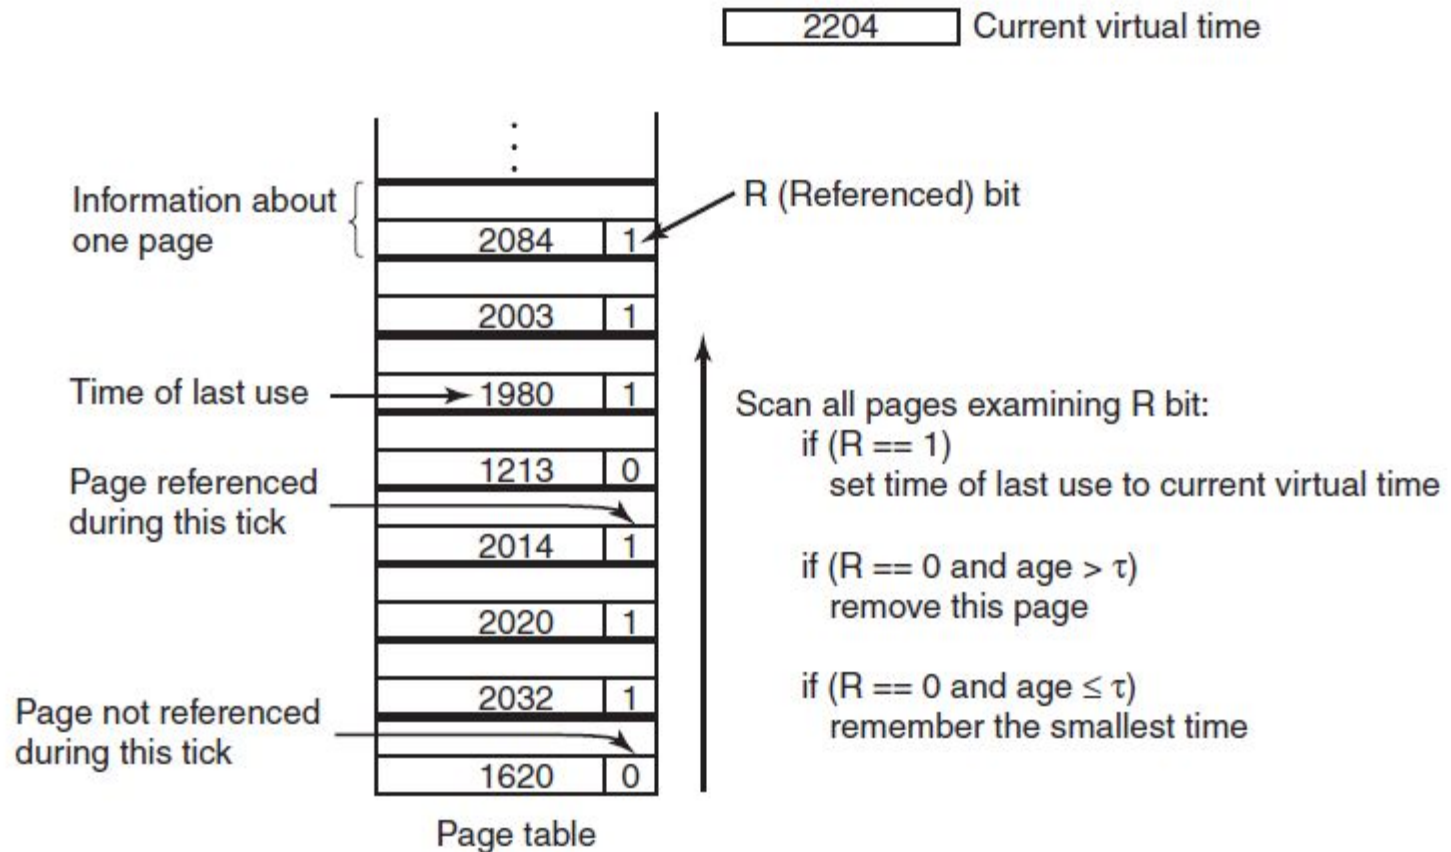 2204 Current virtual time
Information about
one page
R (Referenced) bit
2084 1
2003 1
Time of last use
1980 1
Scan all pages examining R bit:
if (R == 1)
set time of last use to current virtual time
if (R == 0 and age > τ)
remove this page
if (R == 0 and age ≤ τ)
remember the smallest time
1213 0
Page referenced
during this tick
2014 1
2020 1
2032 1
Page not referenced
during this tick
1620 0
Page table